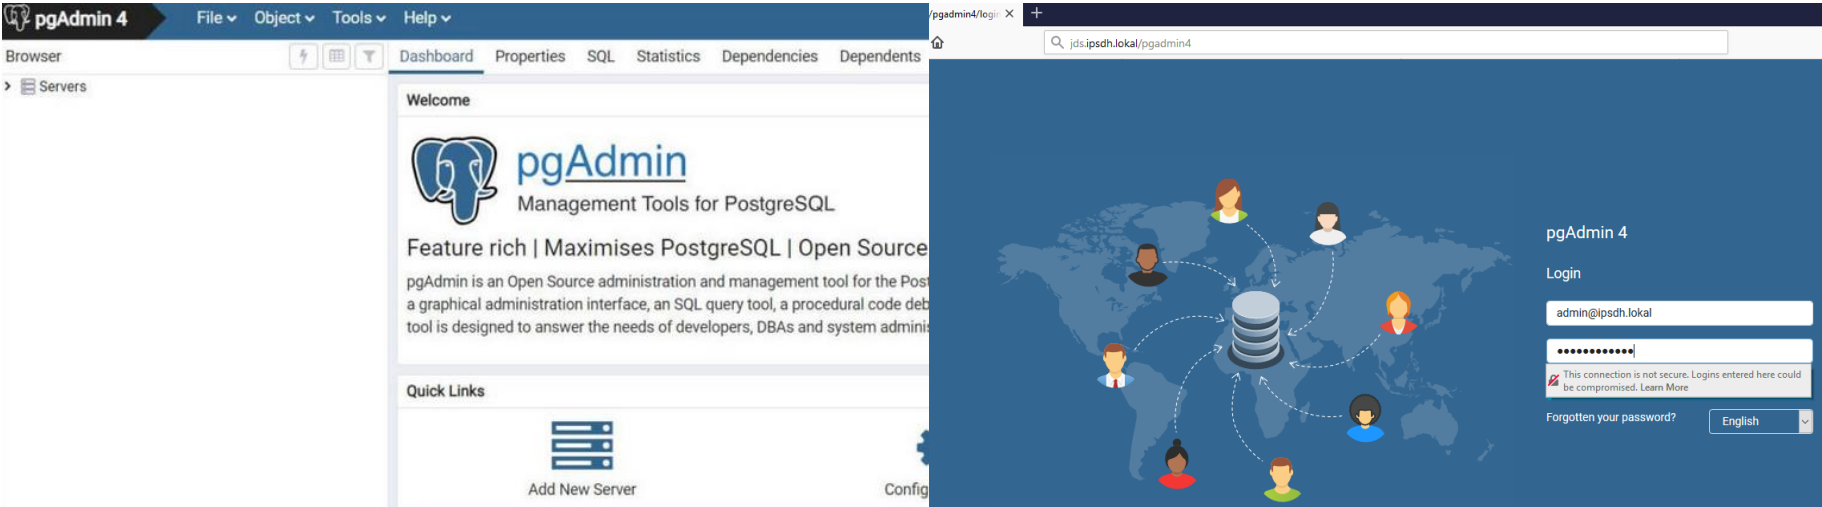 pgAdmin 4 File Object Tools Help
Browser
Servers
Dashboard Properties SQL Statistics Dependencies Dependents
Welcome
pgAdmin
Management Tools for PostgreSQL
Feature rich | Maximises PostgreSQL | Open Source
pgAdmin is an Open Source administration and management tool for the Pos
a graphical administration interface, an SQL query tool, a procedural code deb
tool is designed to answer the needs of developers, DBAs and system adminis
Quick Links
Add New Server
Config
/pgadmin4/login
jds.ipsdh.lokal/pgadmin4
pgAdmin 4
Login
admin@ipsdh.lokal
This connection is not secure. Logins entered here could
be compromised. Learn More
Forgotten your password?
English